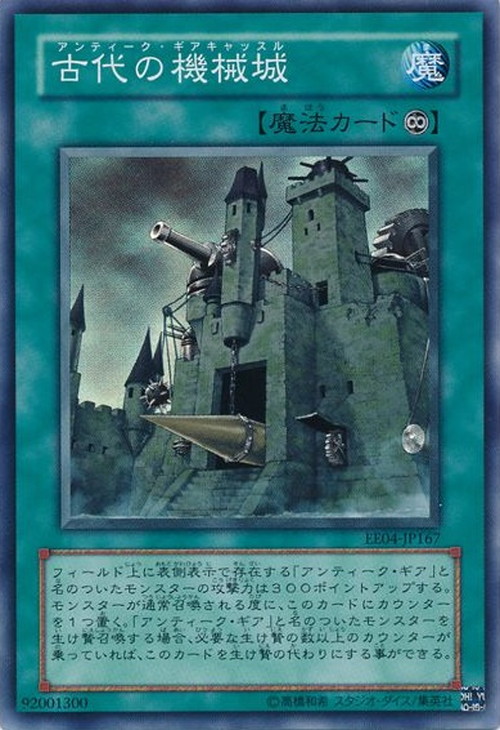 アンティーク・ギアキャッスル
古代の機械城
魔
まほう
【魔法カード】
EE04-JP167
フィールド上に表側表示で存在する「アンティーク・ギア」と
名のついたモンスターの攻撃力は３００ポイントアップする。
モンスターが通常召喚される度に、このカードにカウンター
を１つ置く。「アンティーク・ギア」と名のついたモンスターを
生け贄召喚する場合、必要な生け贄の数以上のカウンターが
乗っていれば、このカードを生け贄の代わりにする事ができる。
92001300
©高橋和希 スタジオ・ダイス/集英社